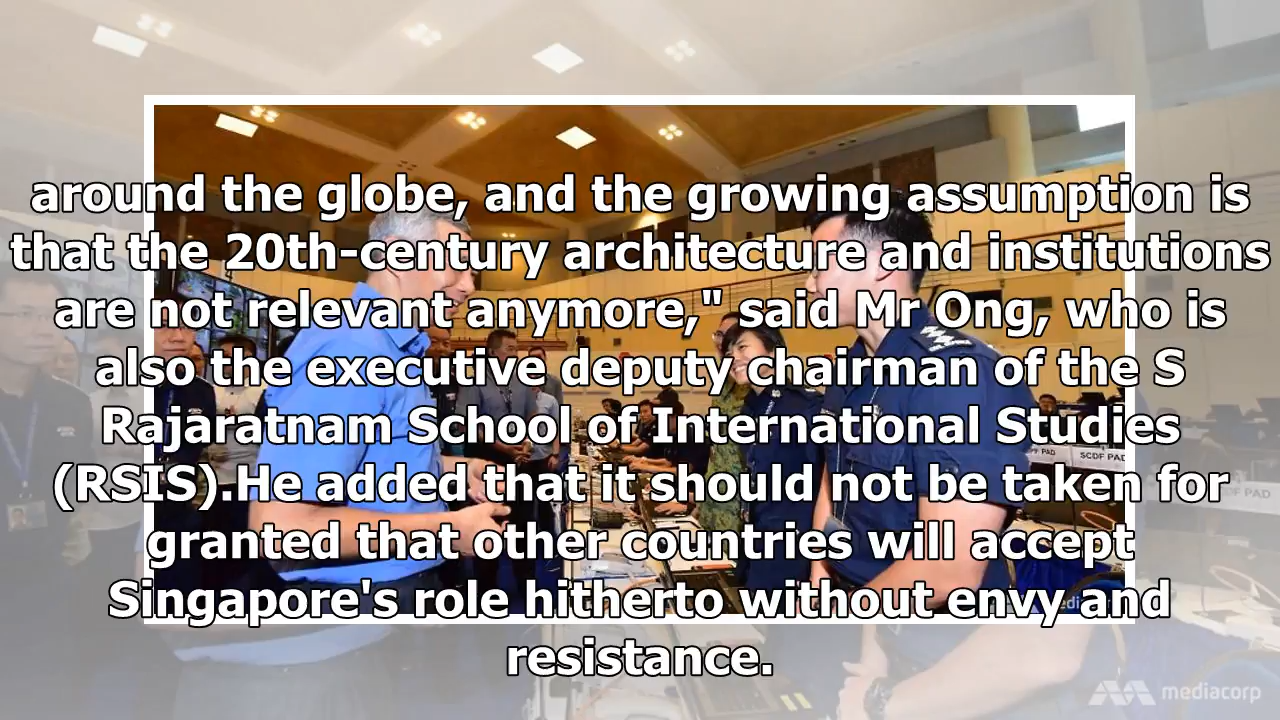 around the globe, and the growing assumption is
that the 20th-century architecture and institutions
are not relevant anymore," said Mr Ong, who is
also the executive deputy chairman of the S
Rajaratnam School of International Studies
(RSIS).He added that it should not be taken for
granted that other countries will accept
Singapore's role hitherto without envy and
resistance.
PAD
SCDF PAD
mediacorp